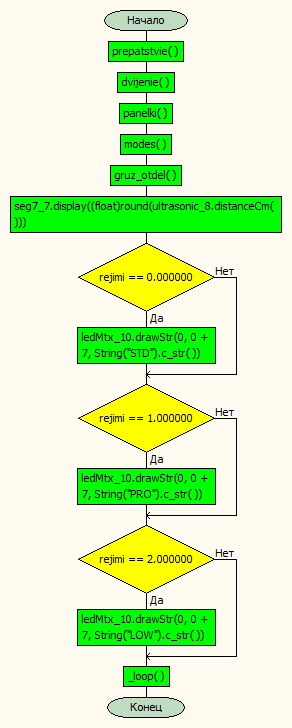 Начало
prepatstvie( )
dvijenie( )
panelki( )
modes( )
gruz_otdel( )
seg7_7.display((float)round(ultrasonic_8.distanceCm(
)))
rejimi == 0.000000
Нет
Да
ledMtx_10.drawStr(0, 0 +
7, String("STD").c_str( ))
rejimi == 1.000000
Нет
Да
ledMtx_10.drawStr(0, 0 +
7, String("PRO").c_str( ))
rejimi == 2.000000
Нет
Да
ledMtx_10.drawStr(0, 0 +
7, String("LOW").c_str( ))
_loop( )
Конец